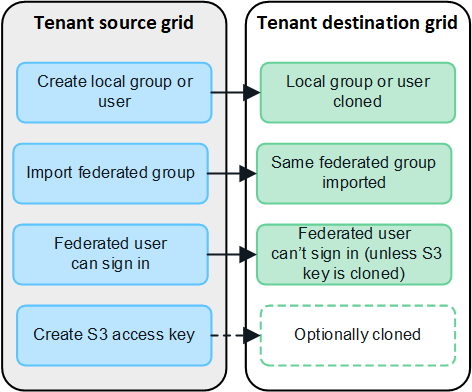 Tenant source grid
Tenant destination grid
Create local group or
user
Local group or user
cloned
Import federated group
Same federated group
imported
Federated user
can sign in
Federated user
can't sign in (unless S3
key is cloned)
Create S3 access key
Optionally cloned